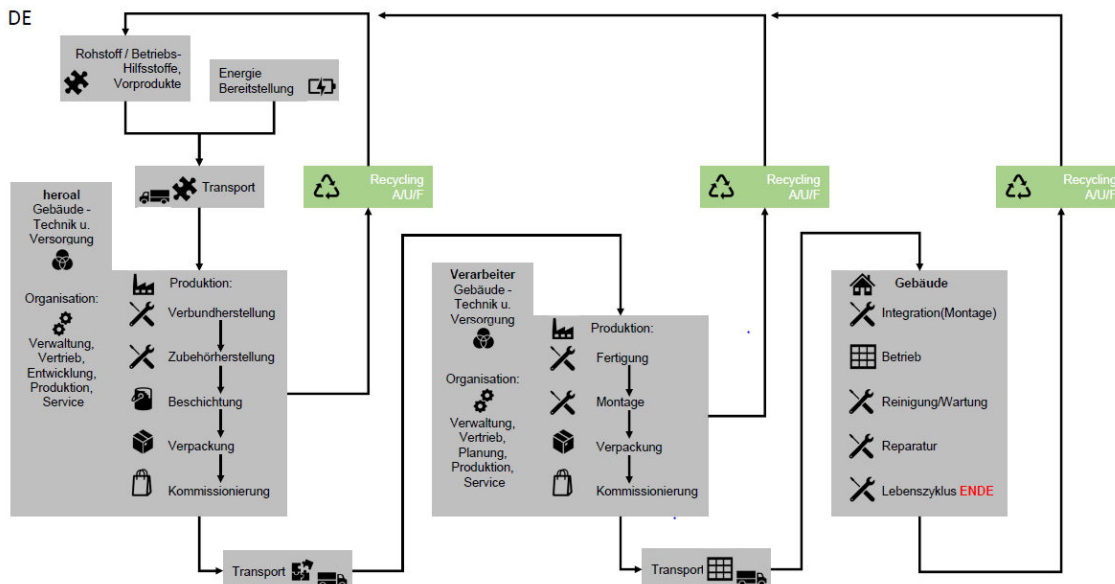 DE
Rohstoff / Betriebs-
Hilfsstoffe,
Vorprodukte
Energie
Bereitstellung
Transport
Recycling
A/U/F
Recycling
A/U/F
Recycling
A/U/F
heroal
Gebäude -
Technik u.
Versorgung
Organisation:
Verwaltung,
Vertrieb,
Entwicklung,
Produktion,
Service
Produktion:
Verbundherstellung
Zubehörherstellung
Beschichtung
Verpackung
Kommissionierung
Transport
Verarbeiter
Gebäude -
Technik u.
Versorgung
Organisation:
Verwaltung,
Vertrieb,
Planung,
Produktion,
Service
Produktion:
Fertigung
Montage
Verpackung
Kommissionierung
Transport
Gebäude
Integration(Montage)
Betrieb
Reinigung/Wartung
Reparatur
Lebenszyklus ENDE